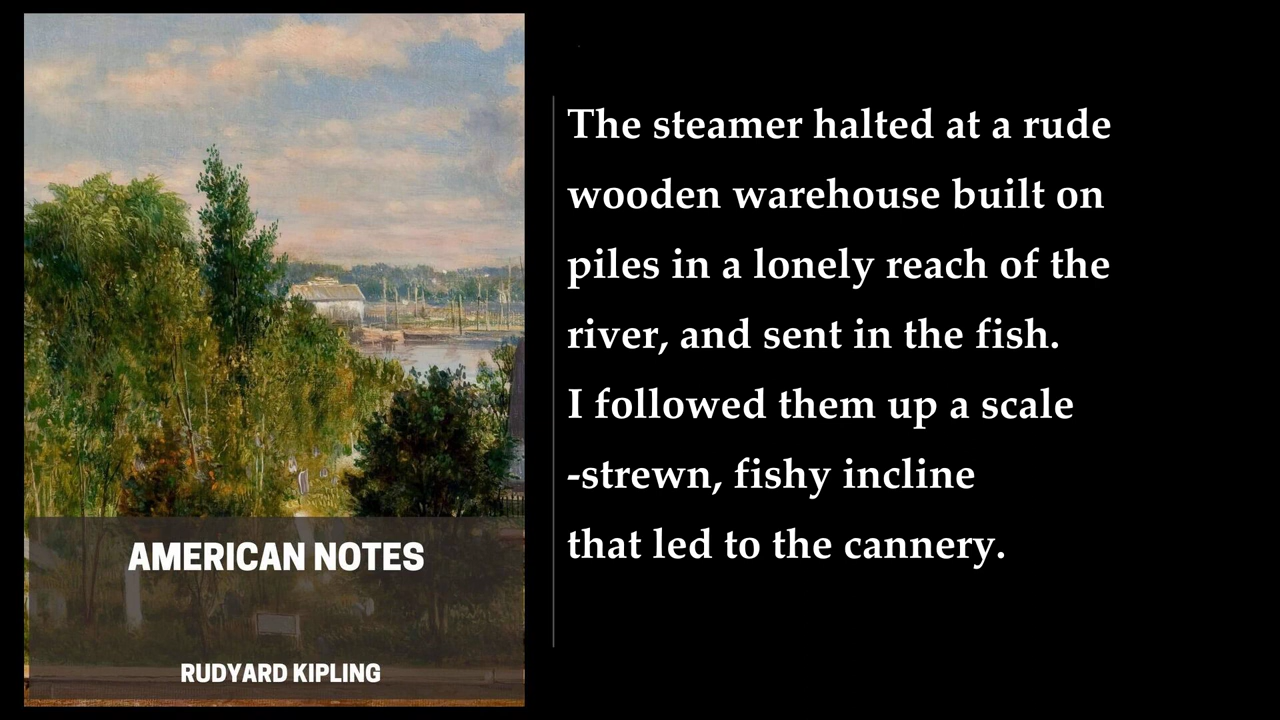 The steamer halted at a rude
wooden warehouse built on
piles in a lonely reach of the
river, and sent in the fish.
I followed them up a scale
-strewn, fishy incline
that led to the cannery.
AMERICAN NOTES
RUDYARD KIPLING